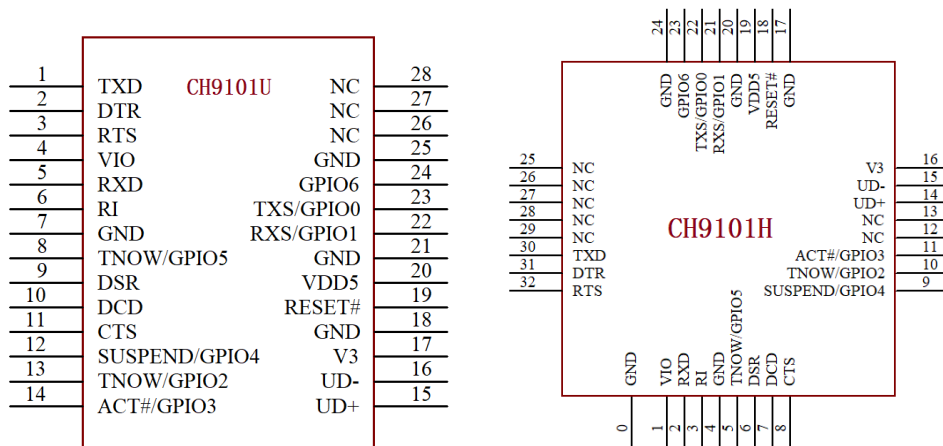 CH9101U
1 TXD NC 28
2 DTR NC 27
3 RTS NC 26
4 VIO GND 25
5 RXD GPIO6 24
6 RI TXS/GPIO0 23
7 GND RXS/GPIO1 22
8 TNOW/GPIO5 GND 21
9 DSR VDD5 20
10 DCD RESET# 19
11 CTS GND 18
12 SUSPEND/GPIO4 V3 17
13 TNOW/GPIO2 UD- 16
14 ACT#/GPIO3 UD+ 15
24 GND
23 GPIO6
22 TXS/GPIO0
21 RXS/GPIO1
20 GND
19 VDD5
18 RESET#
17 GND
25 NC
26 NC
27 NC
28 NC
29 NC
30 TXD
31 DTR
32 RTS
CH9101H
V3 16
UD- 15
UD+ 14
NC 13
NC 12
ACT#/GPIO3 11
TNOW/GPIO2 10
SUSPEND/GPIO4 9
GND 0
VIO 1
RXD 2
RI 3
GND 4
TNOW/GPIO5 5
DSR 6
DCD 7
CTS 8